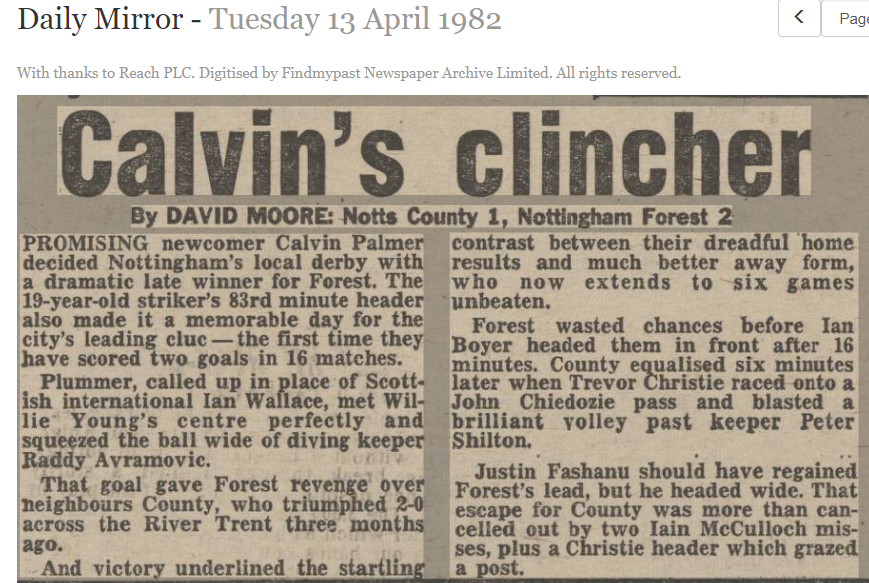 Daily Mirror - Tuesday 13 April 1982
Page
With thanks to Reach PLC. Digitised by Findmypast Newspaper Archive Limited. All rights reserved.
Calvin's clincher
By DAVID MOORE: Notts County 1, Nottingham Forest 2
PROMISING newcomer Calvin Palmer
decided Nottingham's local derby with
a dramatic late winner for Forest. The
19-year-old striker's 83rd minute header
also made it a memorable day for the
city's leading cluc — the first time they
have scored two goals in 16 matches.
Plummer, called up in place of Scott-
ish international Ian Wallace, met Wil-
lie Young's centre perfectly and
squeezed the ball wide of diving keeper
Raddy Avramovic.
That goal gave Forest revenge over
neighbours County, who triumphed 2-0
across the River Trent three months
ago.
And victory underlined the startling
contrast between their dreadful home
results and much better away form,
who now extends to six games
unbeaten.
Forest wasted chances before Ian
Boyer headed them in front after 16
minutes. County equalised six minutes
later when Trevor Christie raced onto a
John Chiedozie pass and blasted a
brilliant volley past keeper Peter
Shilton.
Justin Fashanu should have regained
Forest's lead, but he headed wide. That
escape for County was more than can-
celled out by two Iain McCulloch mis-
ses, plus a Christie header which grazed
a post.